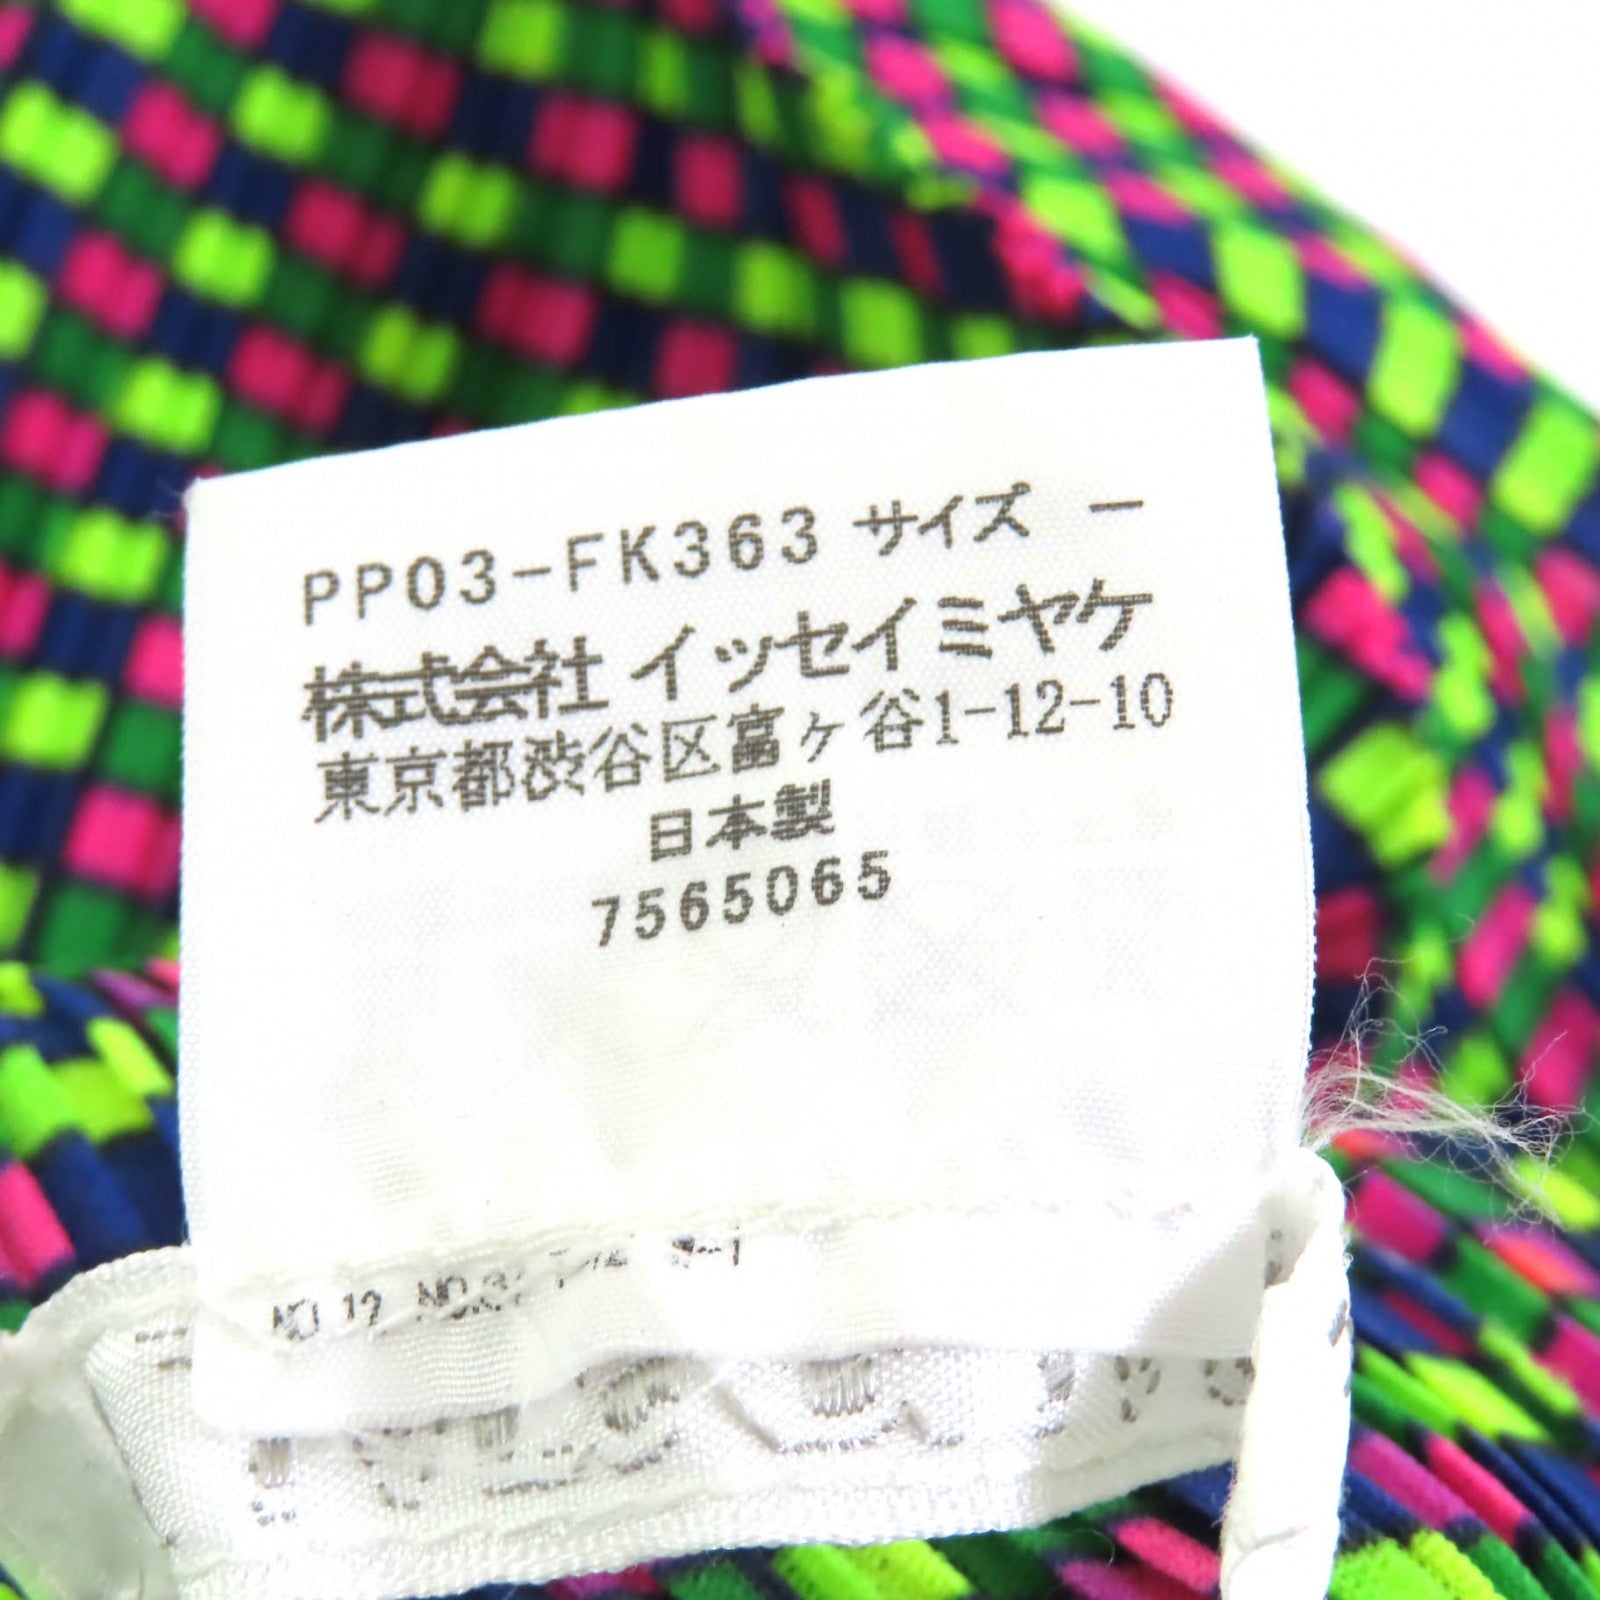 PP03-FK363 サイズ －
株式会社 イッセイミヤケ
東京都渋谷区富ヶ谷1-12-10
日本製
7565065